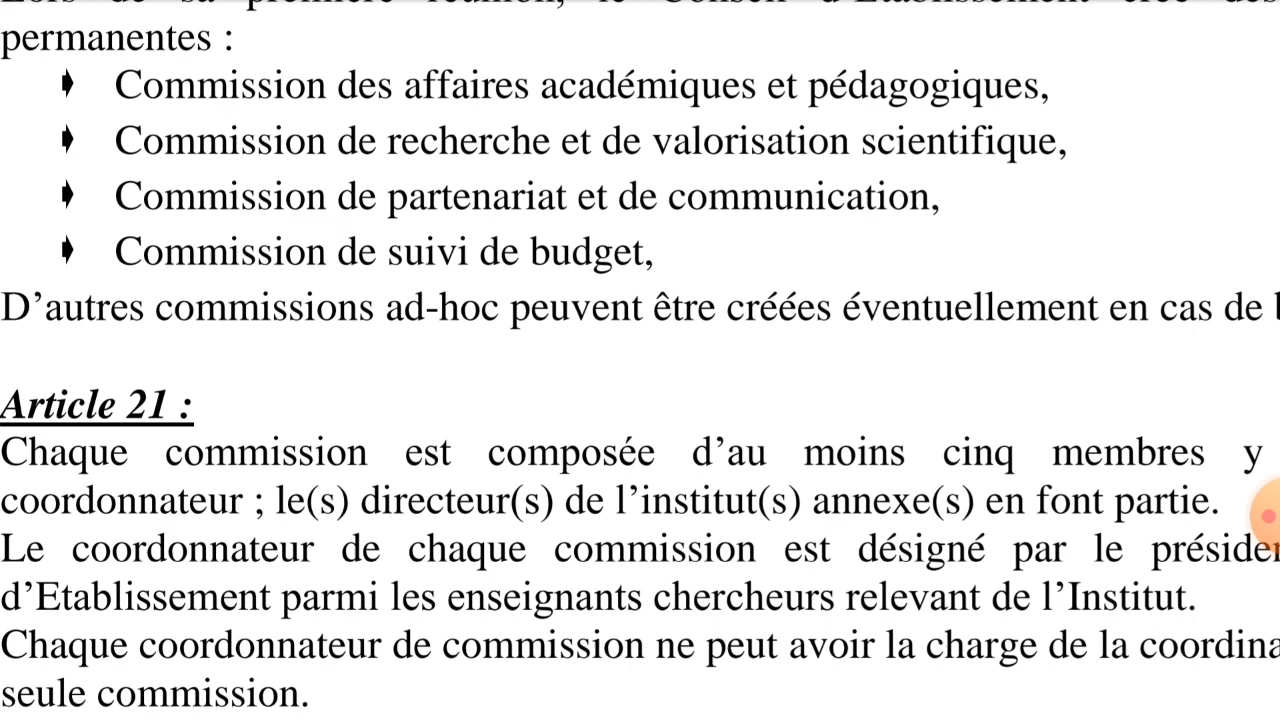 permanentes :
Commission des affaires académiques et pédagogiques,
Commission de recherche et de valorisation scientifique,
Commission de partenariat et de communication,
Commission de suivi de budget,
D’autres commissions ad-hoc peuvent être créées éventuellement en cas de
Article 21 :
Chaque commission est composée d’au moins cinq membres y
coordonnateur ; le(s) directeur(s) de l’institut(s) annexe(s) en font partie.
Le coordonnateur de chaque commission est désigné par le
d’Etablissement parmi les enseignants chercheurs relevant de l’Institut.
Chaque coordonnateur de commission ne peut avoir la charge de la
seule commission.